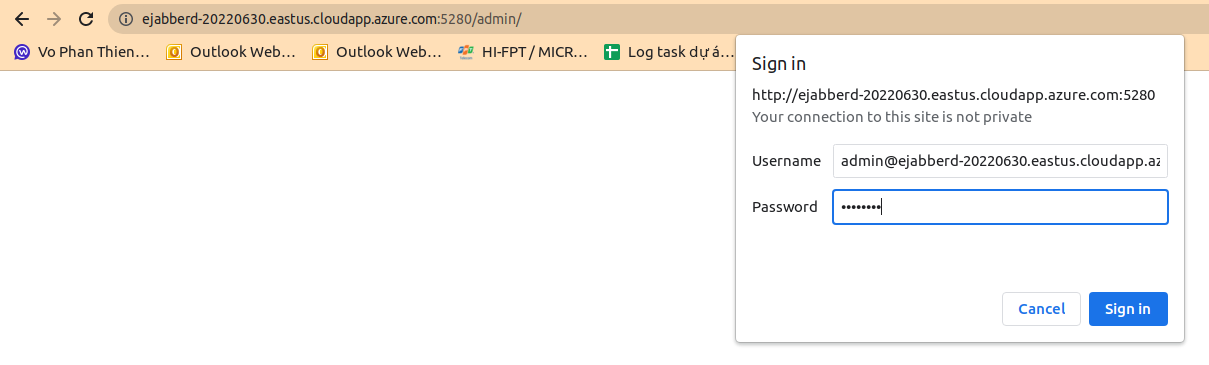 ejabberd-20220630.eastus.cloudapp.azure.com:5280/admin/
Vo Phan Thien… Outlook Web… Outlook Web… HI-FPT / MICR… Log task dự á…
Sign in
http://ejabberd-20220630.eastus.cloudapp.azure.com:5280
Your connection to this site is not private
Username admin@ejabberd-20220630.eastus.cloudapp.az
Password ••••••••
Cancel Sign in